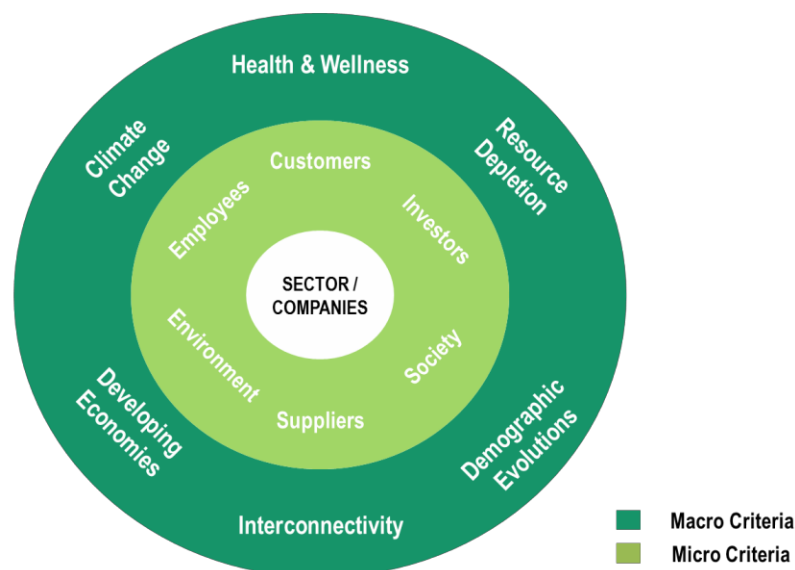 Health & Wellness
Climate
Change
Resource
Depletion
Customers
Employees
Investors
SECTOR /
COMPANIES
Environment
Society
Suppliers
Developing
Economies
Demographic
Evolutions
Interconnectivity
Macro Criteria
Micro Criteria